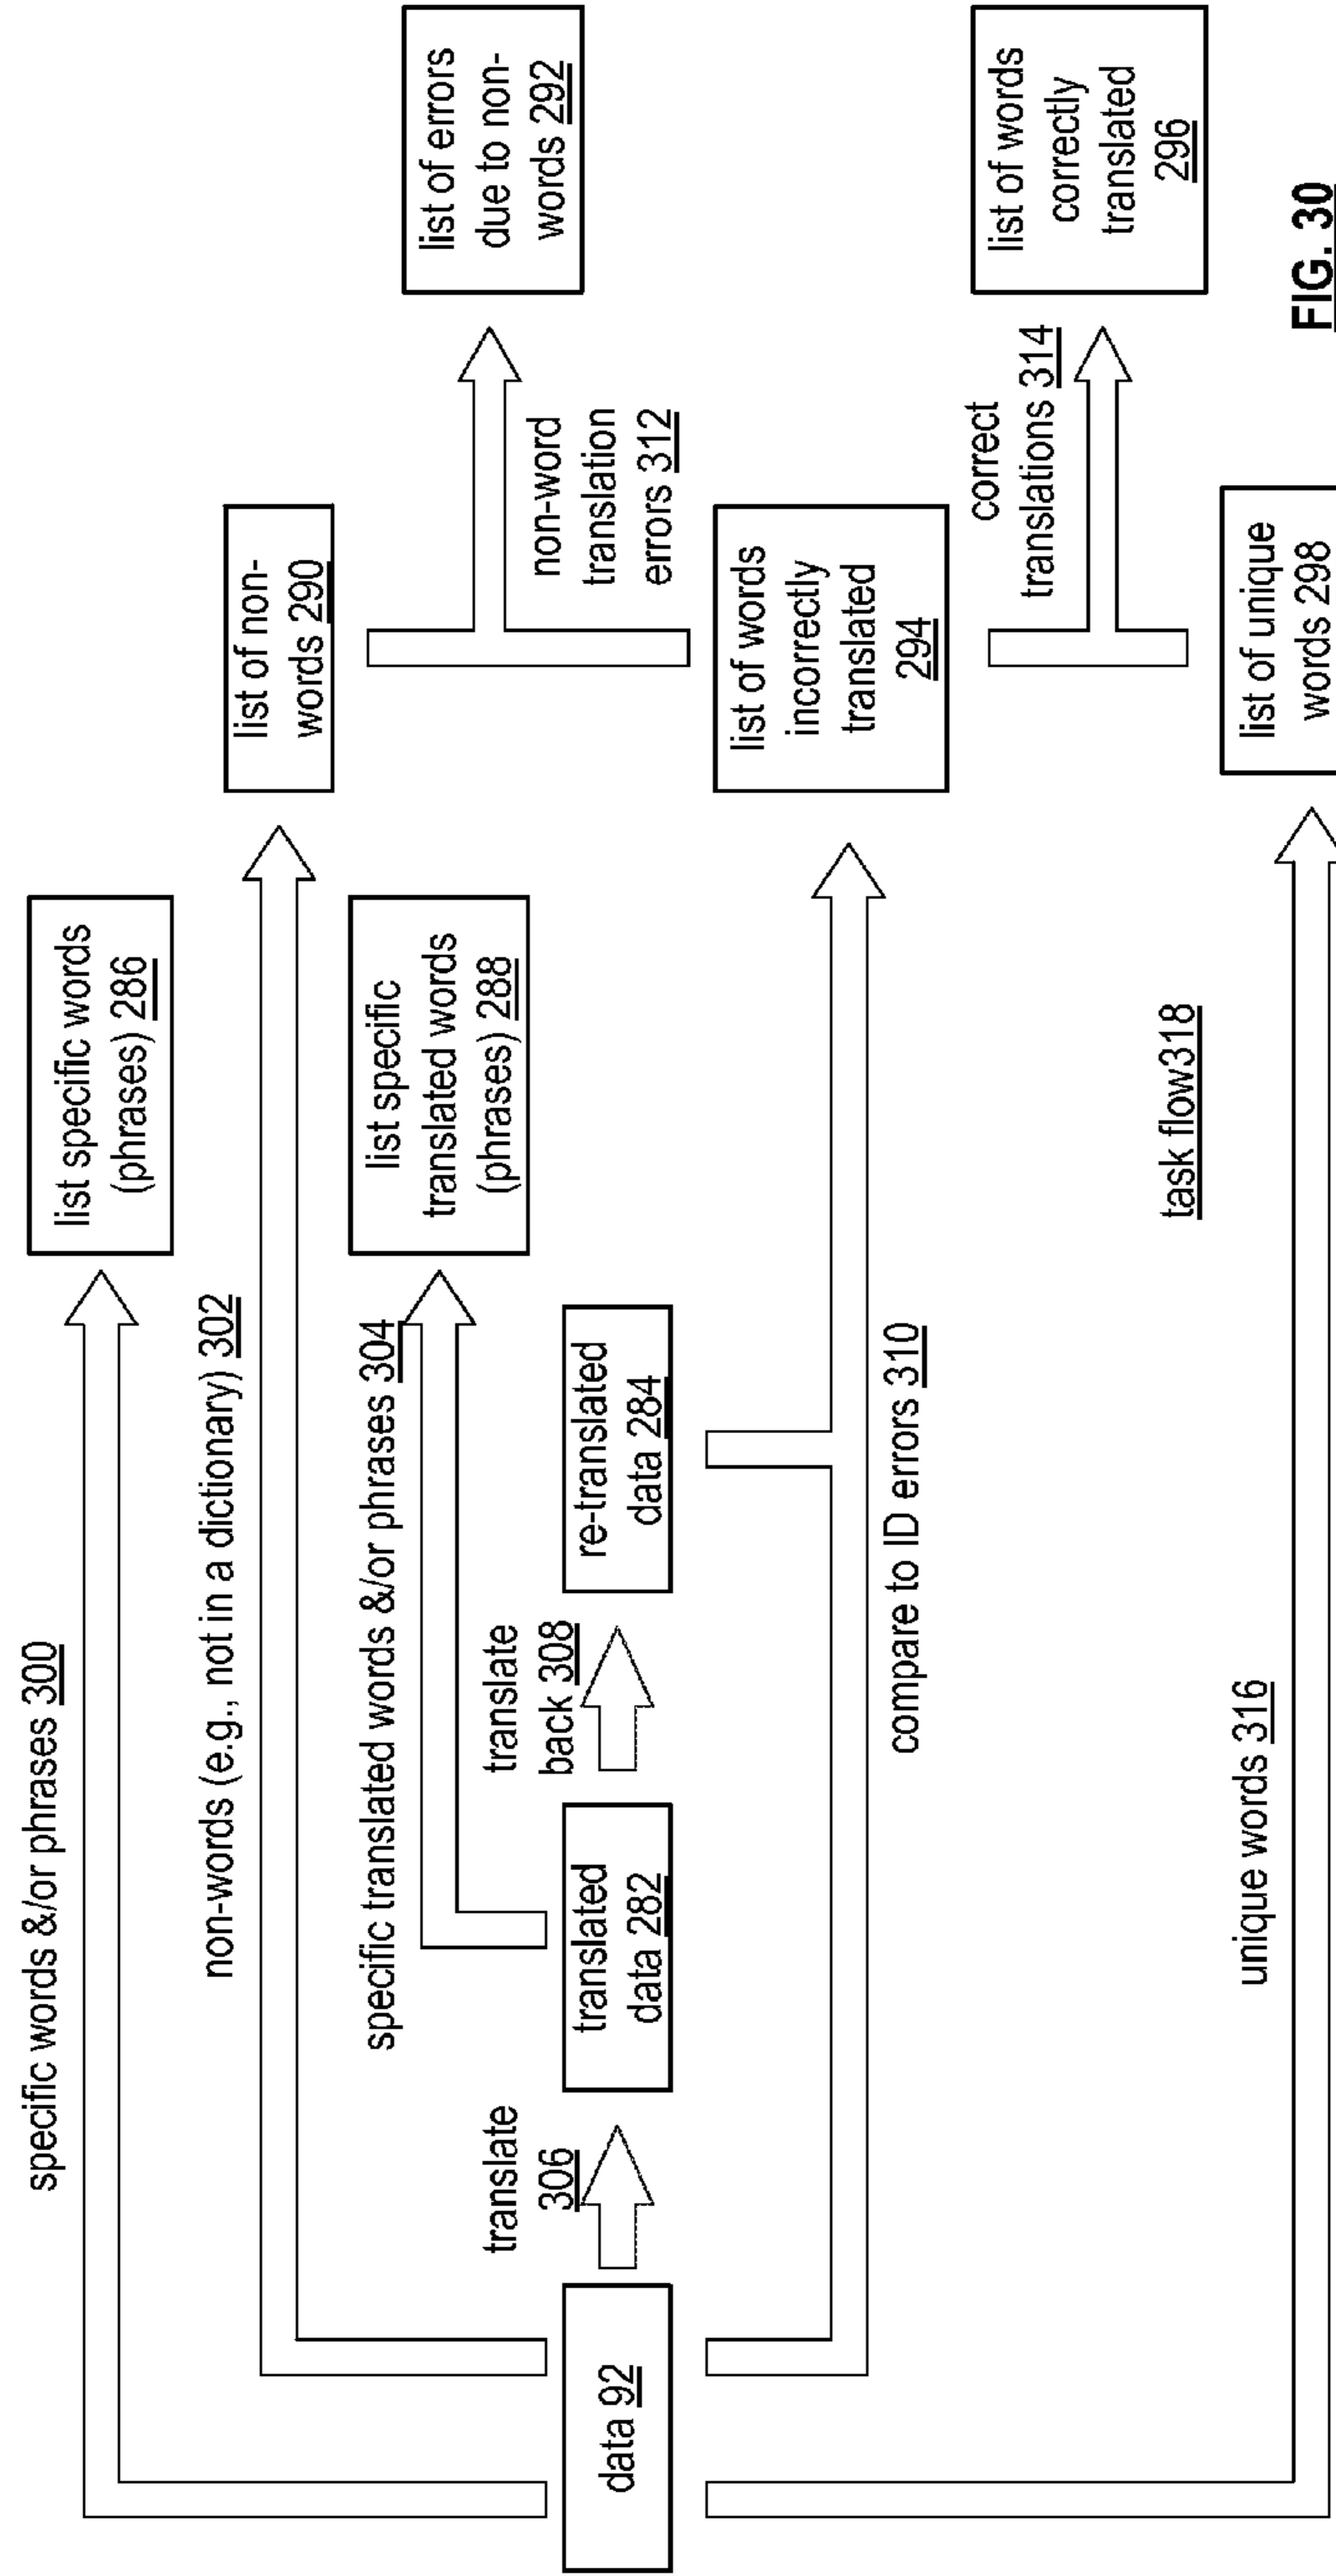 specific words &/or phrases 300
list specific words
(phrases) 286
non-words (e.g., not in a dictionary) 302
list of non-
words 290
specific translated words &/or phrases 304
list specific
translated words
(phrases) 288
list of errors
due to non-
words 292
non-word
translation
errors 312
data 92
translate
306
translated
data 282
translate
back 308
re-translated
data 284
compare to ID errors 310
list of words
incorrectly
translated
294
correct
translations 314
list of words
correctly
translated
296
task flow318
unique words 316
list of unique
words 298
FIG. 30